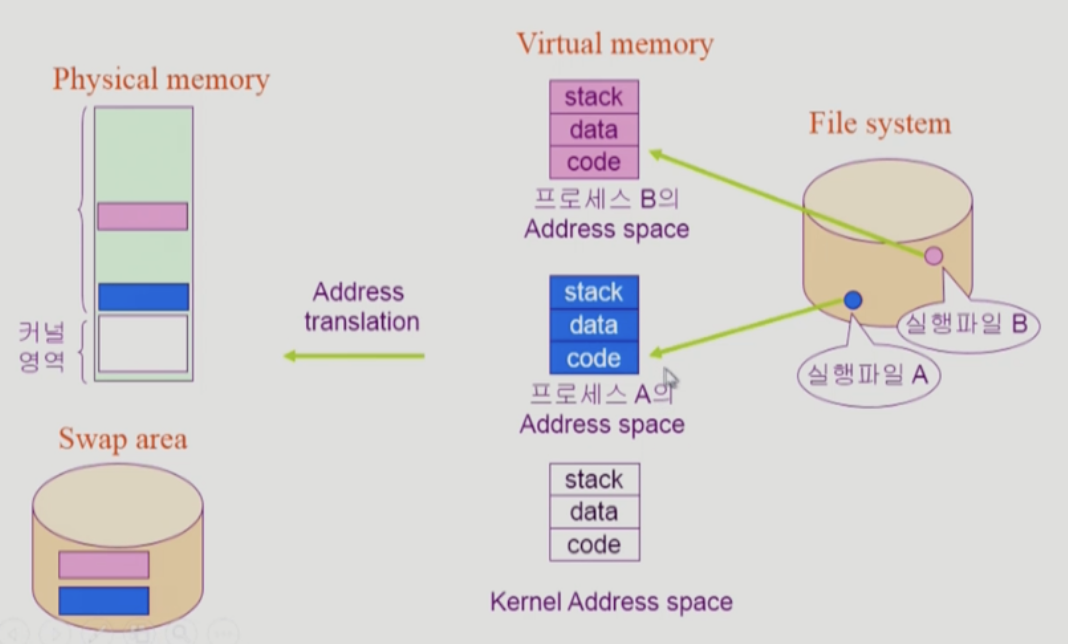 Virtual memory
Physical memory
stack
data
code
프로세스 B의
Address space
File system
실행파일 B
실행파일 A
Address
translation
stack
data
code
프로세스 A의
Address space
커널
영역
Swap area
stack
data
code
Kernel Address space